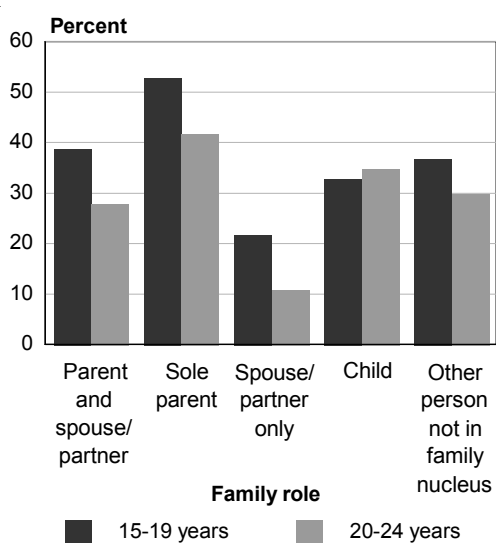 Percent
60
50
40
30
20
10
0
Parent
and
spouse/
partner
Sole
parent
Spouse/
partner
only
Child
Other
person
not in
family
nucleus
Family role
15-19 years
20-24 years